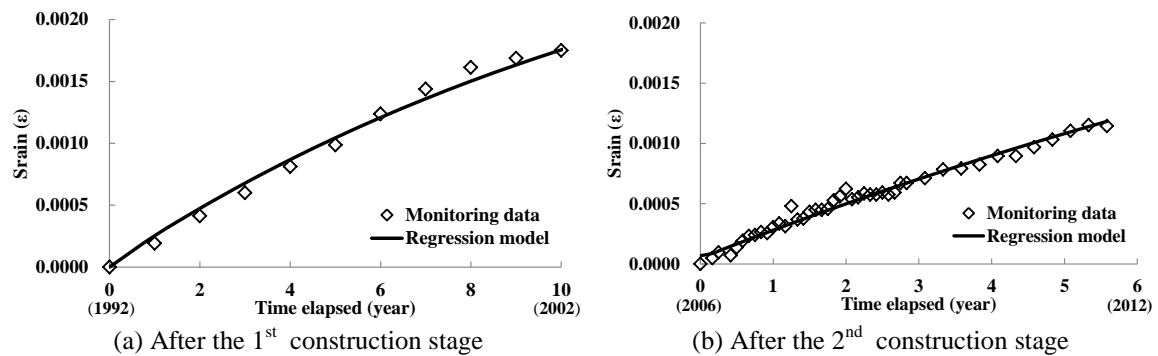 0.0020
0.0015
0.0010
0.0005
0.0000
Srain (ε)
Monitoring data
Regression model
0 2 4 6 8 10
(1992) Time elapsed (year) (2002)
(a) After the 1st construction stage
0.0020
0.0015
0.0010
0.0005
0.0000
Srain (ε)
Monitoring data
Regression model
0 1 2 3 4 5 6
(2006) Time elapsed (year) (2012)
(b) After the 2nd construction stage